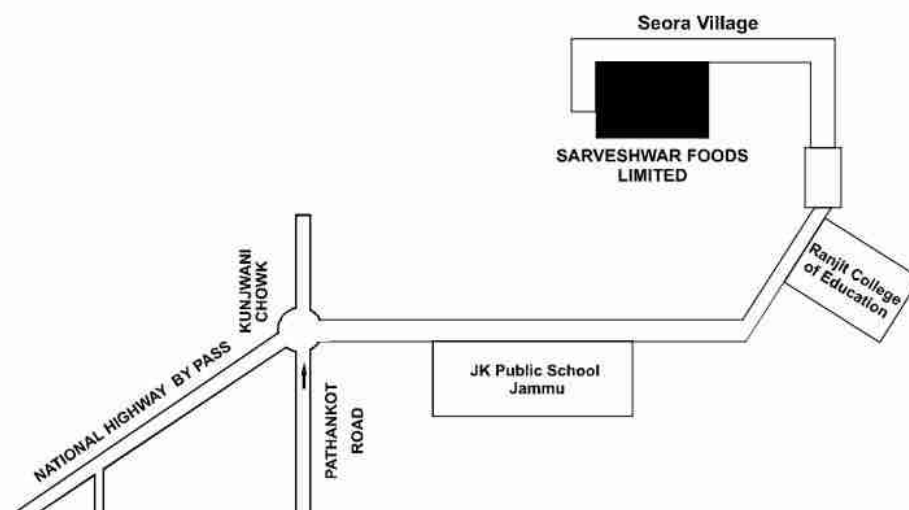 Seora Village
SARVESHWAR FOODS
LIMITED
Ranjit College
of Education
KUNJWANI
CHOWK
NATIONAL HIGHWAY BY PASS
JK Public School
Jammu
PATHANKOT
ROAD